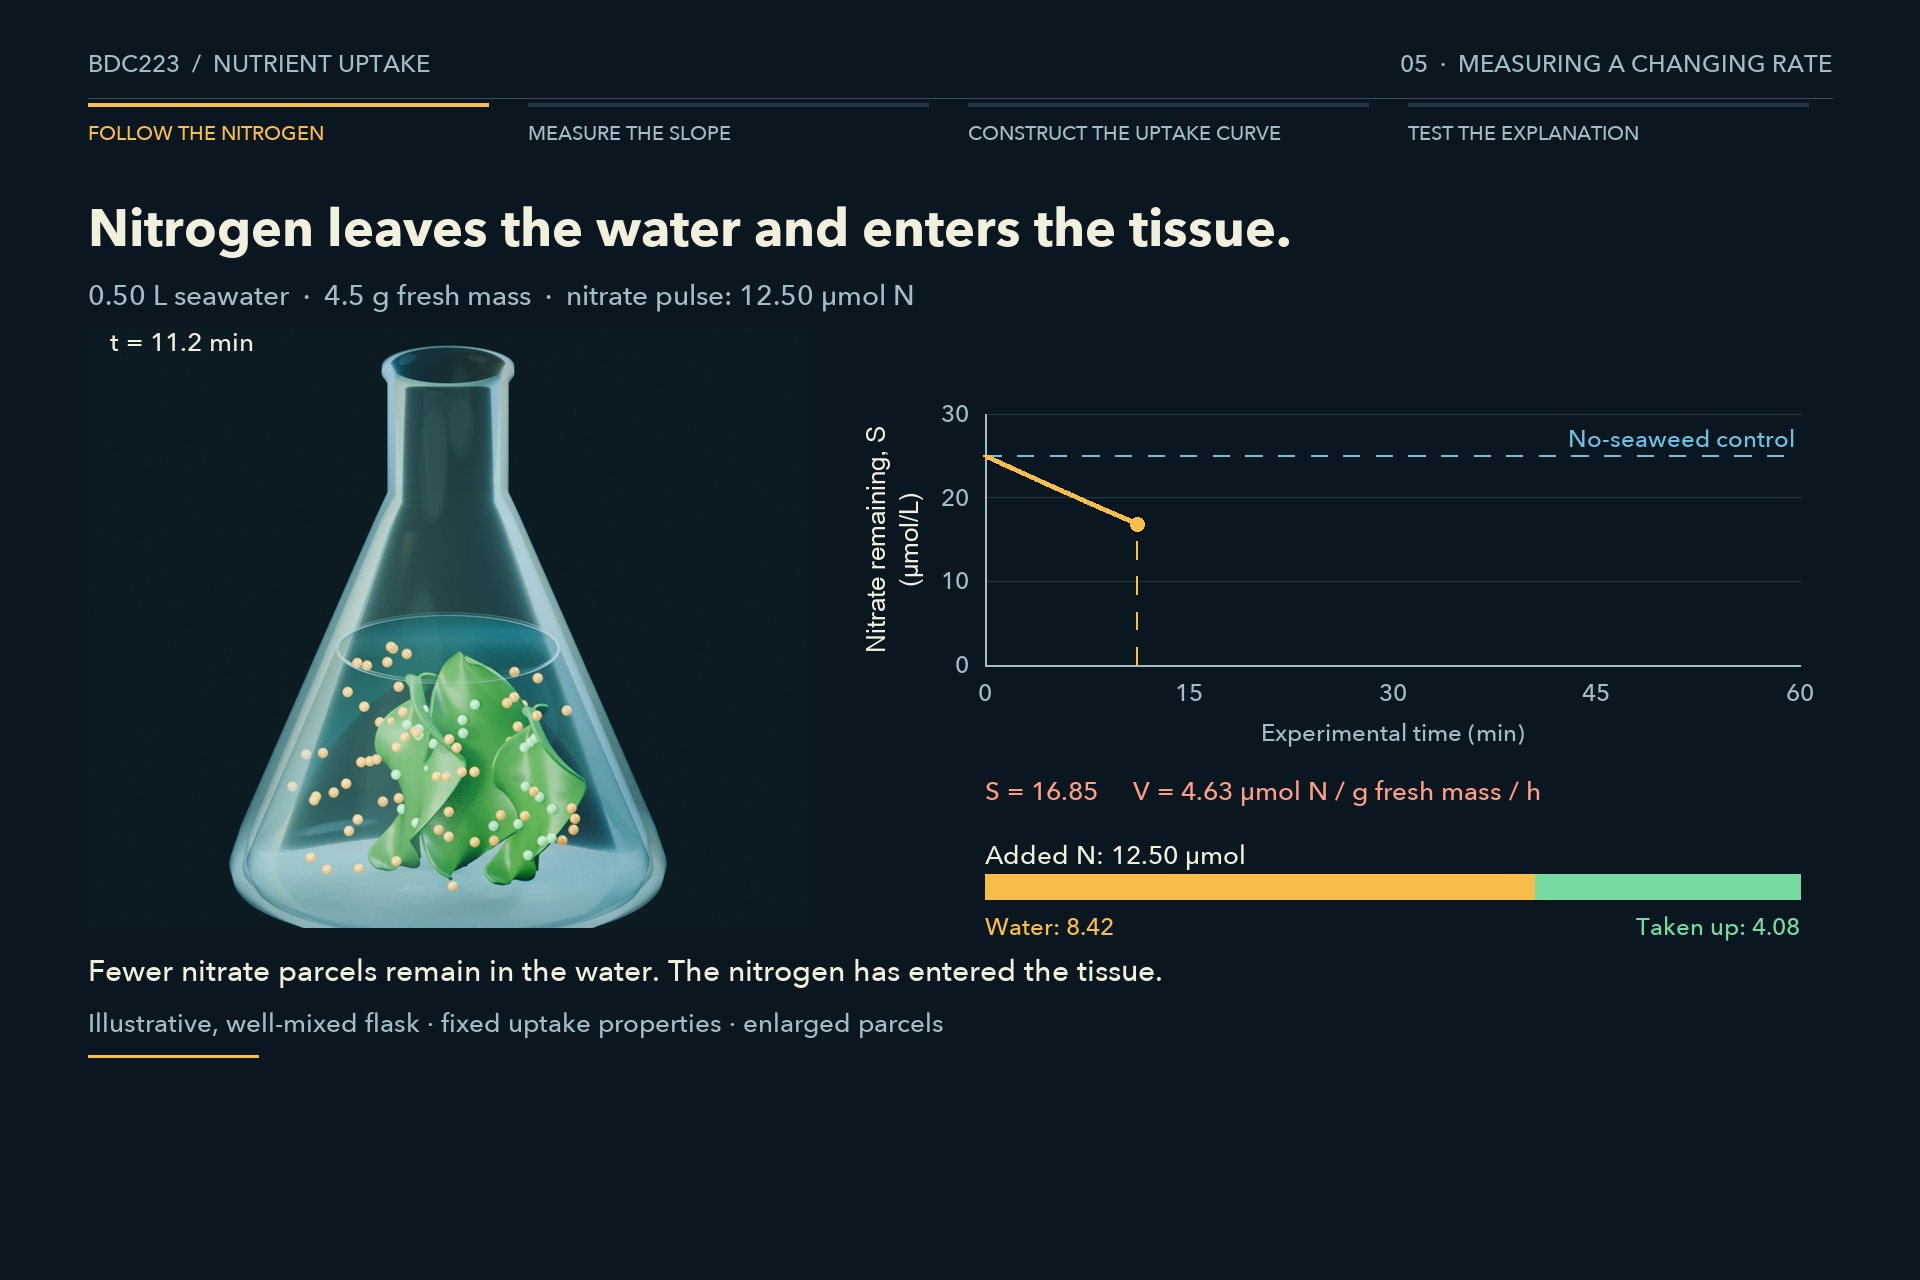 BDC223 / NUTRIENT UPTAKE
05 · MEASURING A CHANGING RATE
FOLLOW THE NITROGEN
MEASURE THE SLOPE
CONSTRUCT THE UPTAKE CURVE
TEST THE EXPLANATION
Nitrogen leaves the water and enters the tissue.
0.50 L seawater · 4.5 g fresh mass · nitrate pulse: 12.50 µmol N
t = 11.2 min
Nitrate remaining, S
(µmol/L)
30
20
10
0
No-seaweed control
0 15 30 45 60
Experimental time (min)
S = 16.85 V = 4.63 µmol N / g fresh mass / h
Added N: 12.50 µmol
Water: 8.42
Taken up: 4.08
Fewer nitrate parcels remain in the water. The nitrogen has entered the tissue.
Illustrative, well-mixed flask · fixed uptake properties · enlarged parcels